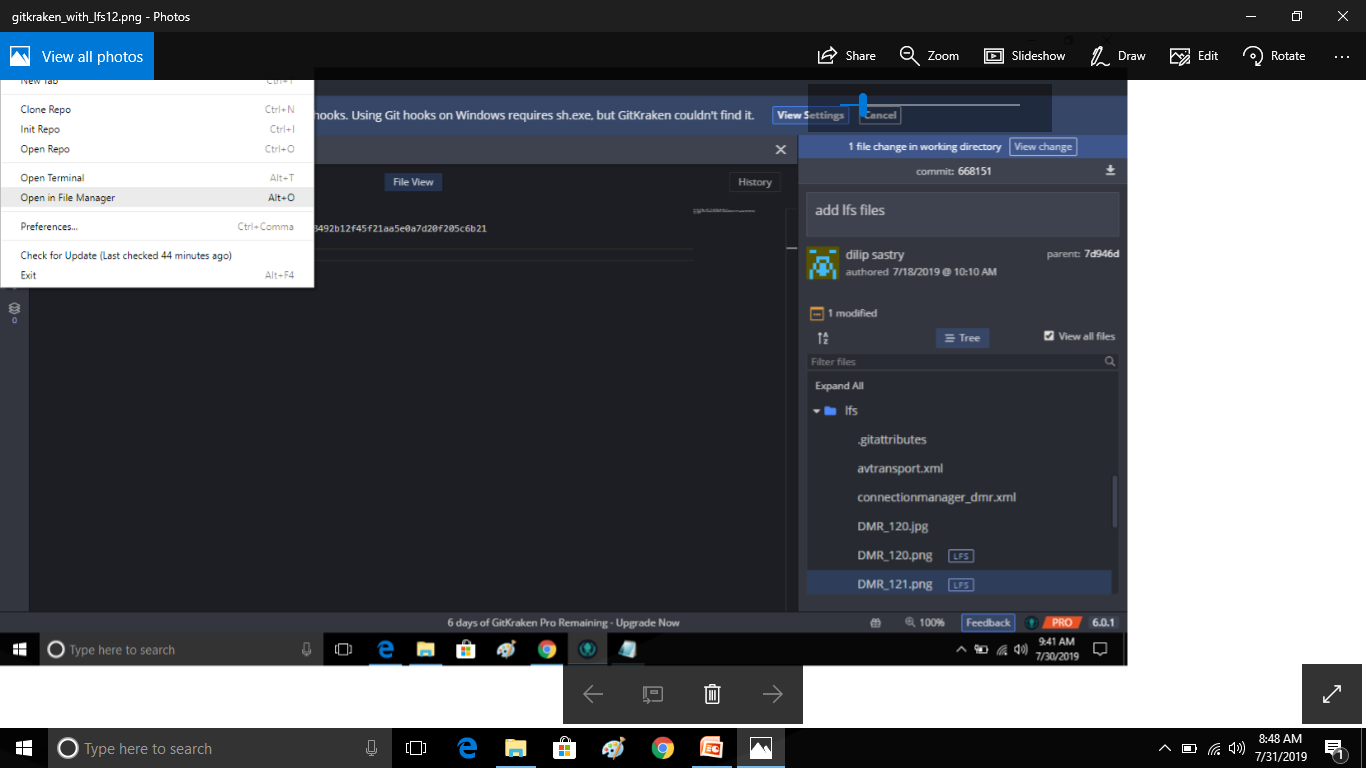 gitkraken_with_lfs12.png - Photos
View all photos
Share
Zoom
Slideshow
Draw
Edit
Rotate
New Tab Ctrl+T
Clone Repo Ctrl+N
Init Repo Ctrl+I
Open Repo Ctrl+O
Open Terminal Alt+T
Open in File Manager Alt+O
Preferences... Ctrl+Comma
Check for Update (Last checked 44 minutes ago)
Exit Alt+F4
hooks. Using Git hooks on Windows requires sh.exe, but GitKraken couldn't find it.
View Settings
Cancel
File View
History
3492b12f45f21aa5e0a7d20f205c6b21
0
1 file change in working directory
View change
commit: 668151
add lfs files
dilip sastry
authored 7/18/2019 @ 10:10 AM
parent: 7d946d
1 modified
A
Z
Tree
View all files
Filter files
Expand All
lfs
.gitattributes
avtransport.xml
connectionmanager_dmr.xml
DMR_120.jpg
DMR_120.png LFS
DMR_121.png LFS
6 days of GitKraken Pro Remaining - Upgrade Now
100%
Feedback
PRO
6.0.1
Type here to search
9:41 AM
7/30/2019
Type here to search
8:48 AM
7/31/2019
1